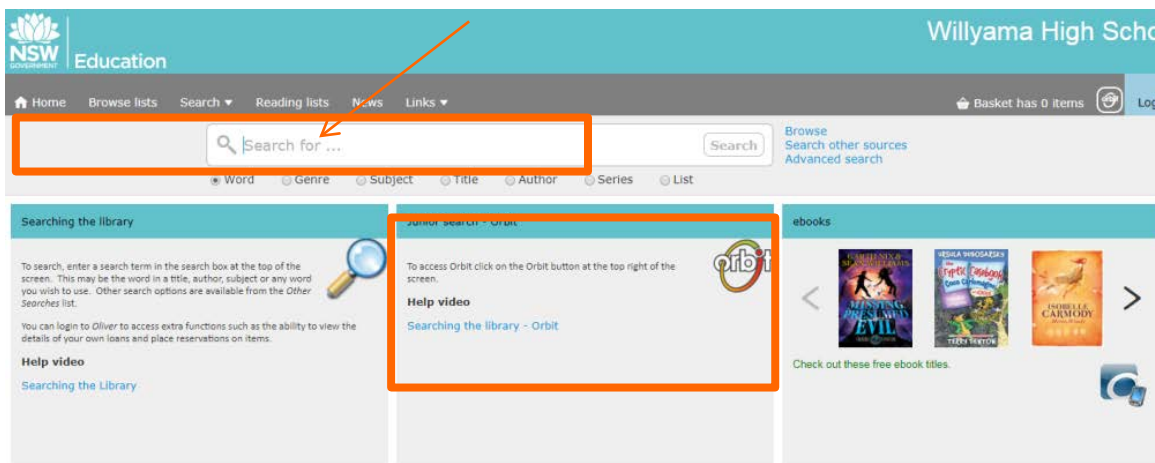 Willyama High Scho
NSW
GOVERNMENT
Education
Home Browse lists Search Reading lists News Links Basket has 0 items Log
Search for ... Search
Browse
Search other sources
Advanced search
Word Genre Subject Title Author Series List
Searching the library
To search, enter a search term in the search box at the top of the
screen. This may be the word in a title, author, subject or any word
you wish to use. Other search options are available from the Other
Searches list.
You can login to Oliver to access extra functions such as the ability to view the
details of your own loans and place reservations on items.
Help video
Searching the Library
Junior search - Orbit
orbit
To access Orbit click on the Orbit button at the top right of the
screen.
Help video
Searching the library - Orbit
ebooks
MISSING
PRESUMED
EVIL
ISOBELLE
CARMODY
Check out these free ebook titles.